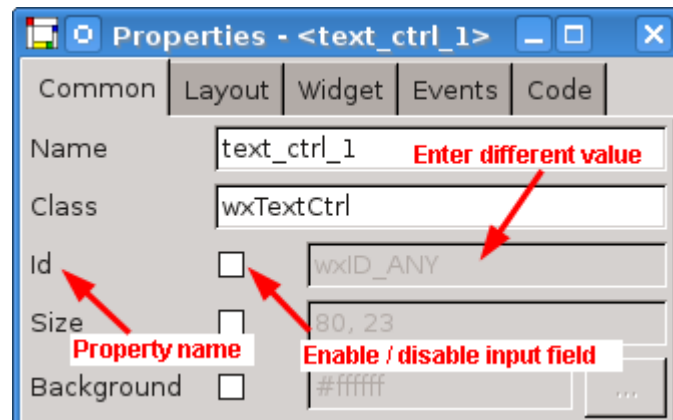 Properties - <text_ctrl_1>
Common Layout Widget Events Code
Name text_ctrl_1
Enter different value
Class wxTextCtrl
Id wxID_ANY
Size 80, 23
Property name
Enable / disable input field
Background #ffffff ...